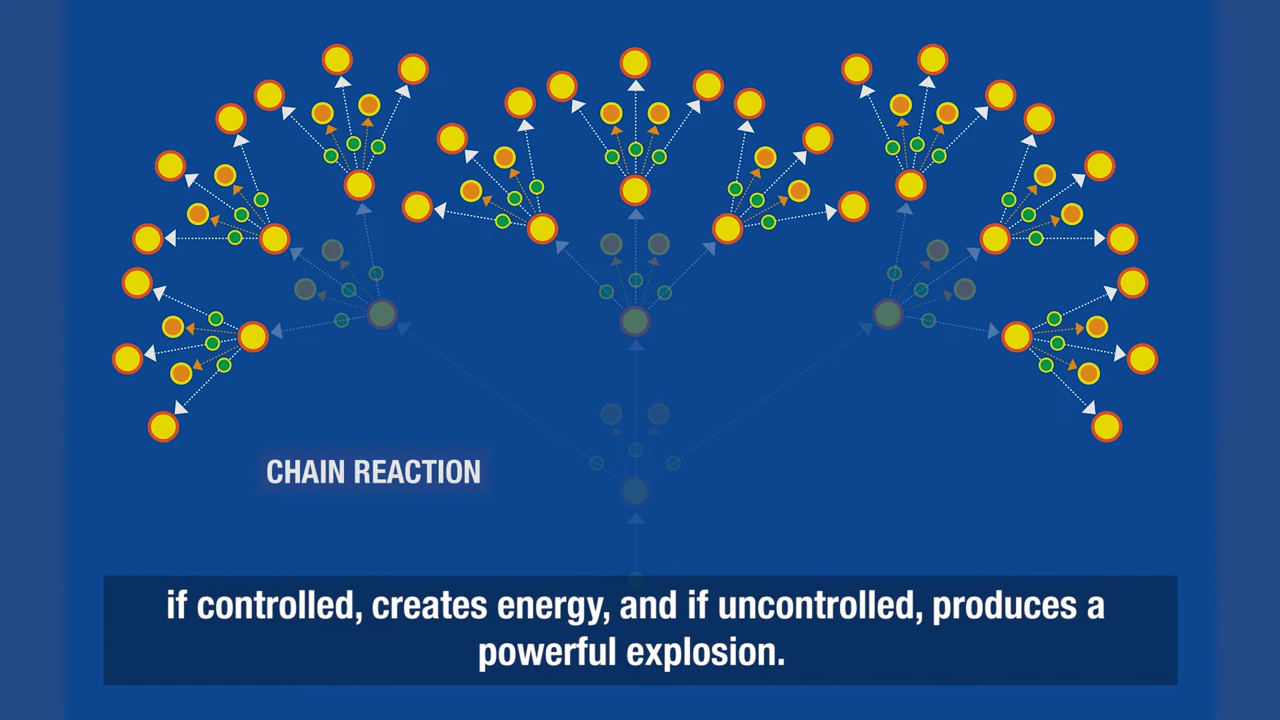 CHAIN REACTION
if controlled, creates energy, and if uncontrolled, produces a
powerful explosion.